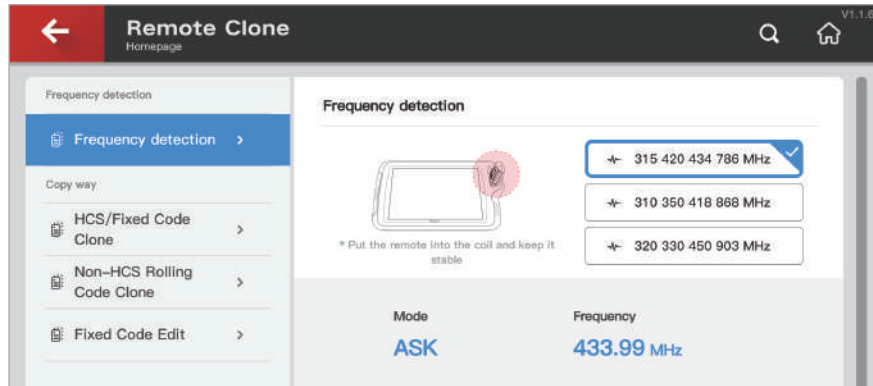 Remote Clone
Homepage
V1.1.6
Frequency detection
Frequency detection
Copy way
HCS/Fixed Code
Clone
Non-HCS Rolling
Code Clone
Fixed Code Edit
Frequency detection
315 420 434 786 MHz
310 350 418 868 MHz
320 330 450 903 MHz
* Put the remote into the coil and keep it
stable
Mode
ASK
Frequency
433.99 MHz